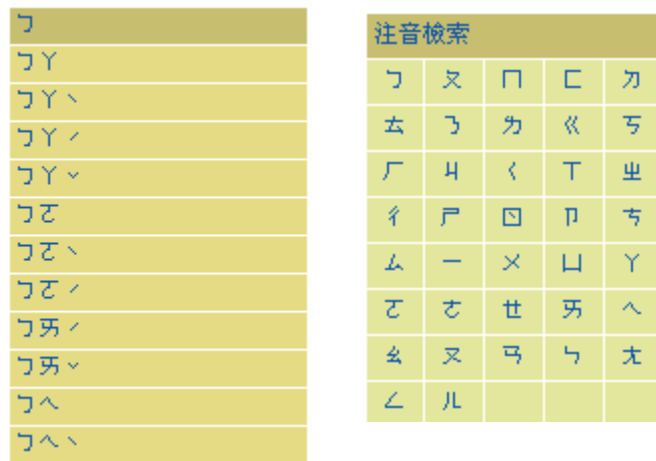 ㄅ
ㄅㄚ
ㄅㄚˋ
ㄅㄚˊ
ㄅㄚˇ
ㄅㄛ
ㄅㄛˋ
ㄅㄛˊ
ㄅㄞˊ
ㄅㄞˇ
ㄅㄟ
ㄅㄟˋ
注音檢索
ㄅ ㄆ ㄇ ㄈ ㄉ
ㄊ ㄋ ㄌ ㄍ ㄎ
ㄏ ㄐ ㄑ ㄒ ㄓ
ㄔ ㄕ ㄖ ㄗ ㄘ
ㄙ ㄧ ㄨ ㄩ ㄚ
ㄛ ㄜ ㄝ ㄞ ㄟ
ㄠ ㄡ ㄢ ㄣ ㄤ
ㄥ ㄦ